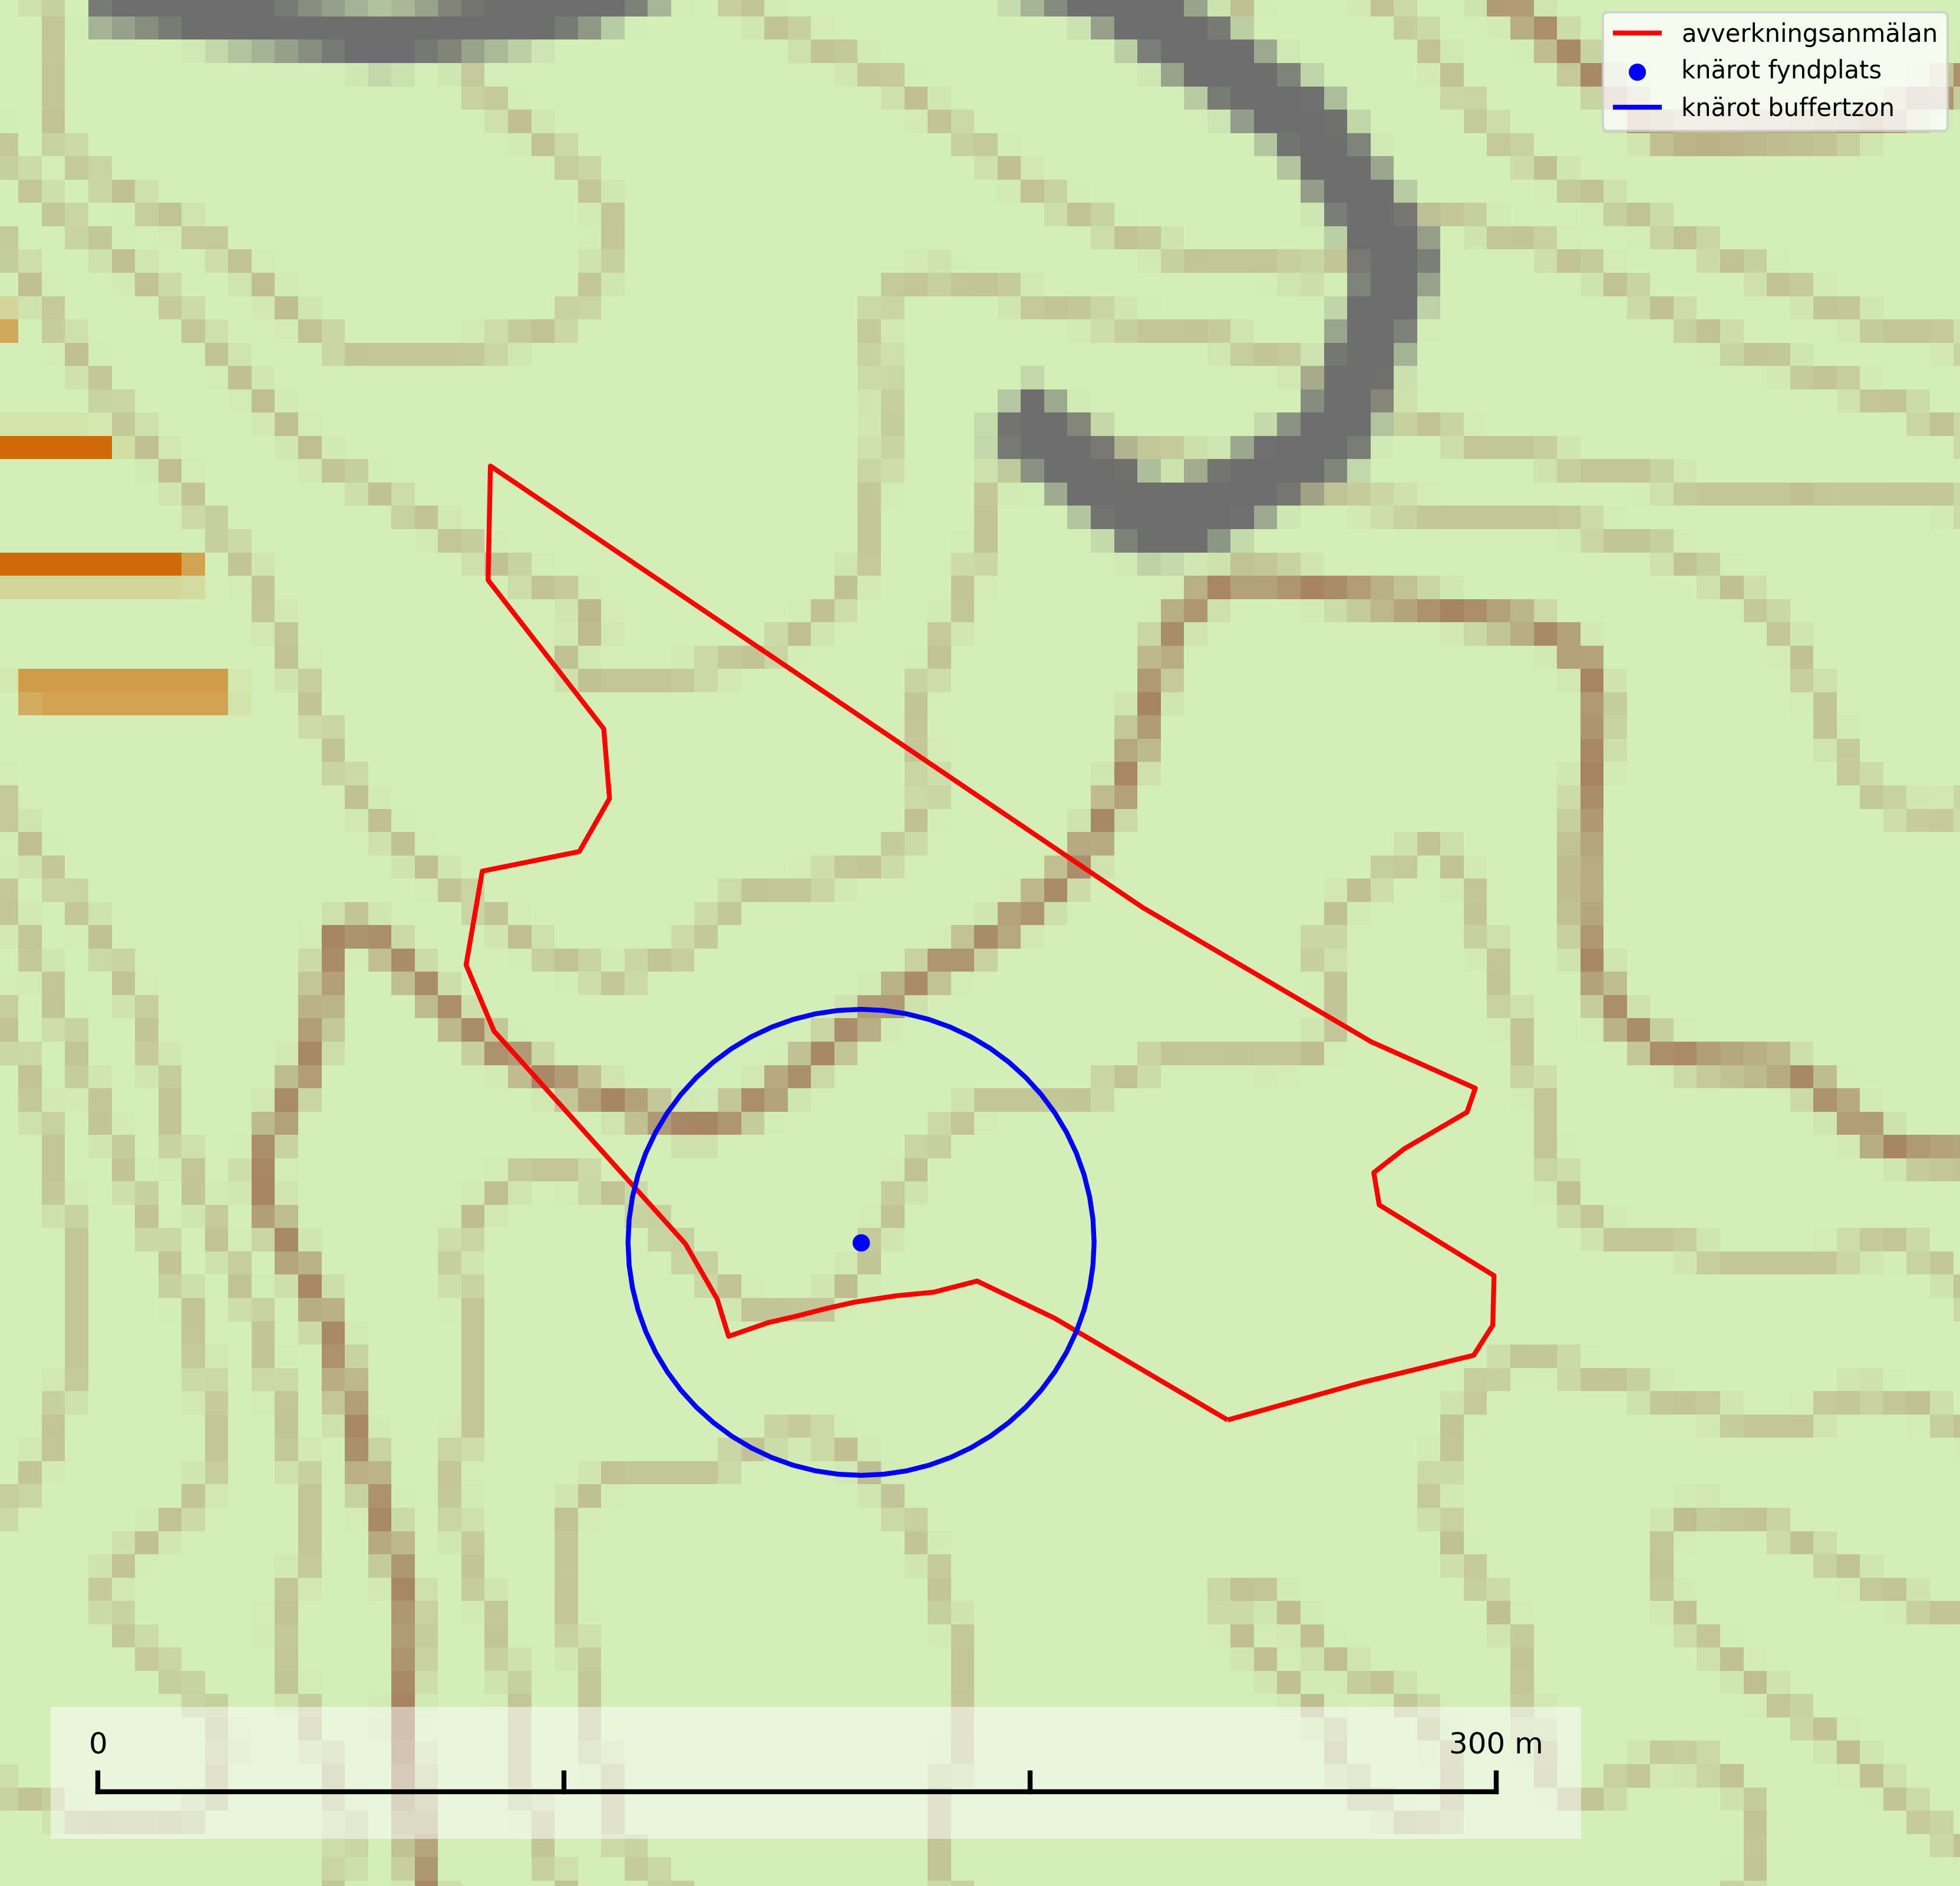 avverkningsanmälan
knärot fyndplats
knärot buffertzon
0 300 m